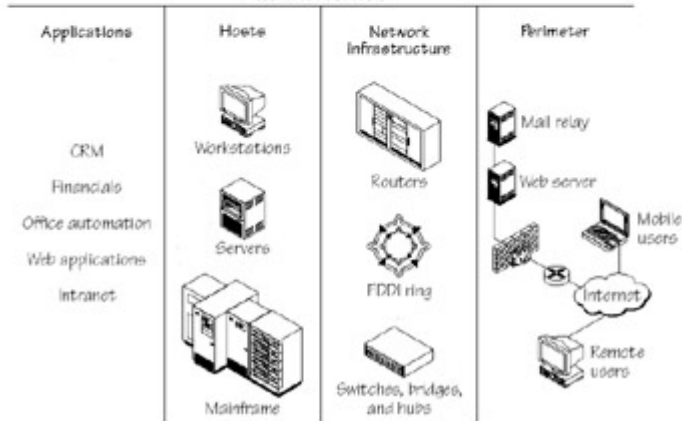 Applications
Hosts
Network
Infrastructure
Perimeter
CRM
Financials
Office automation
Web applications
Intranet
Workstations
Servers
Mainframe
Routers
FDDI ring
Switches, bridges,
and hubs
Mail relay
Web server
Mobile
users
Internet
Remote
users